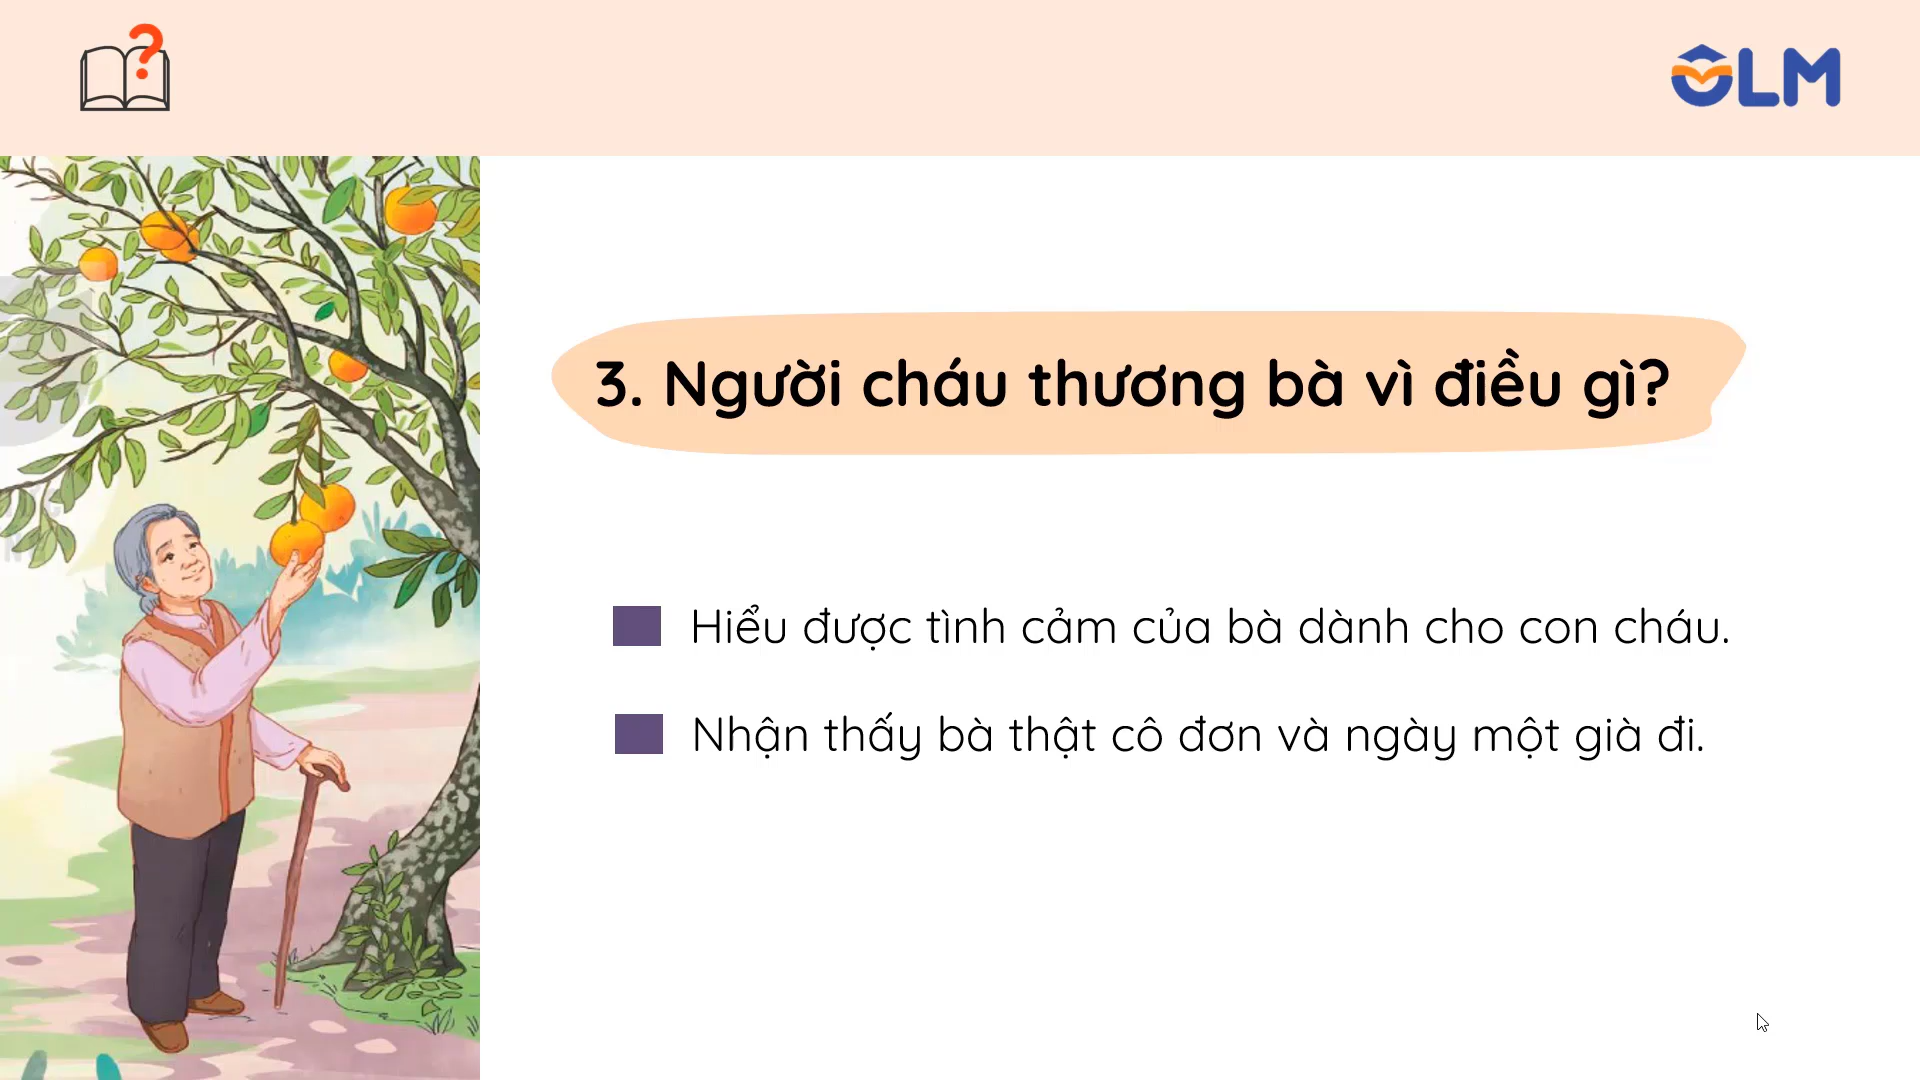 ?
OLM
3. Người cháu thương bà vì điều gì?
Hiểu được tình cảm của bà dành cho con cháu.
Nhận thấy bà thật cô đơn và ngày một già đi.